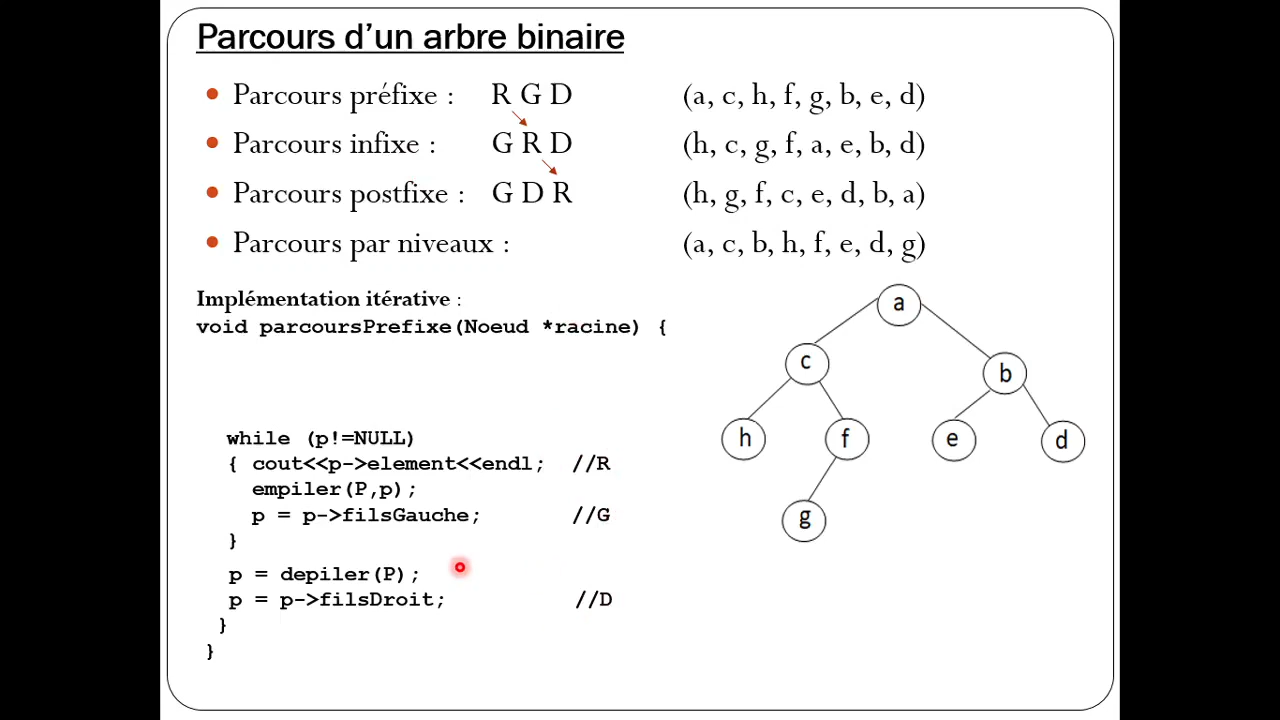 Parcours d'un arbre binaire
Parcours préfixe : R G D (a, c, h, f, g, b, e, d)
Parcours infixe : G R D (h, c, g, f, a, e, b, d)
Parcours postfixe : G D R (h, g, f, c, e, d, b, a)
Parcours par niveaux : (a, c, b, h, f, e, d, g)
Implémentation itérative :
void parcoursPrefixe(Noeud *racine) {
while (p!=NULL)
{ cout<<p->element<<endl; //R
empiler(P,p);
p = p->filsGauche; //G
}
p = depiler(P);
p = p->filsDroit; //D
}
}
a
c
b
h
f
e
d
g